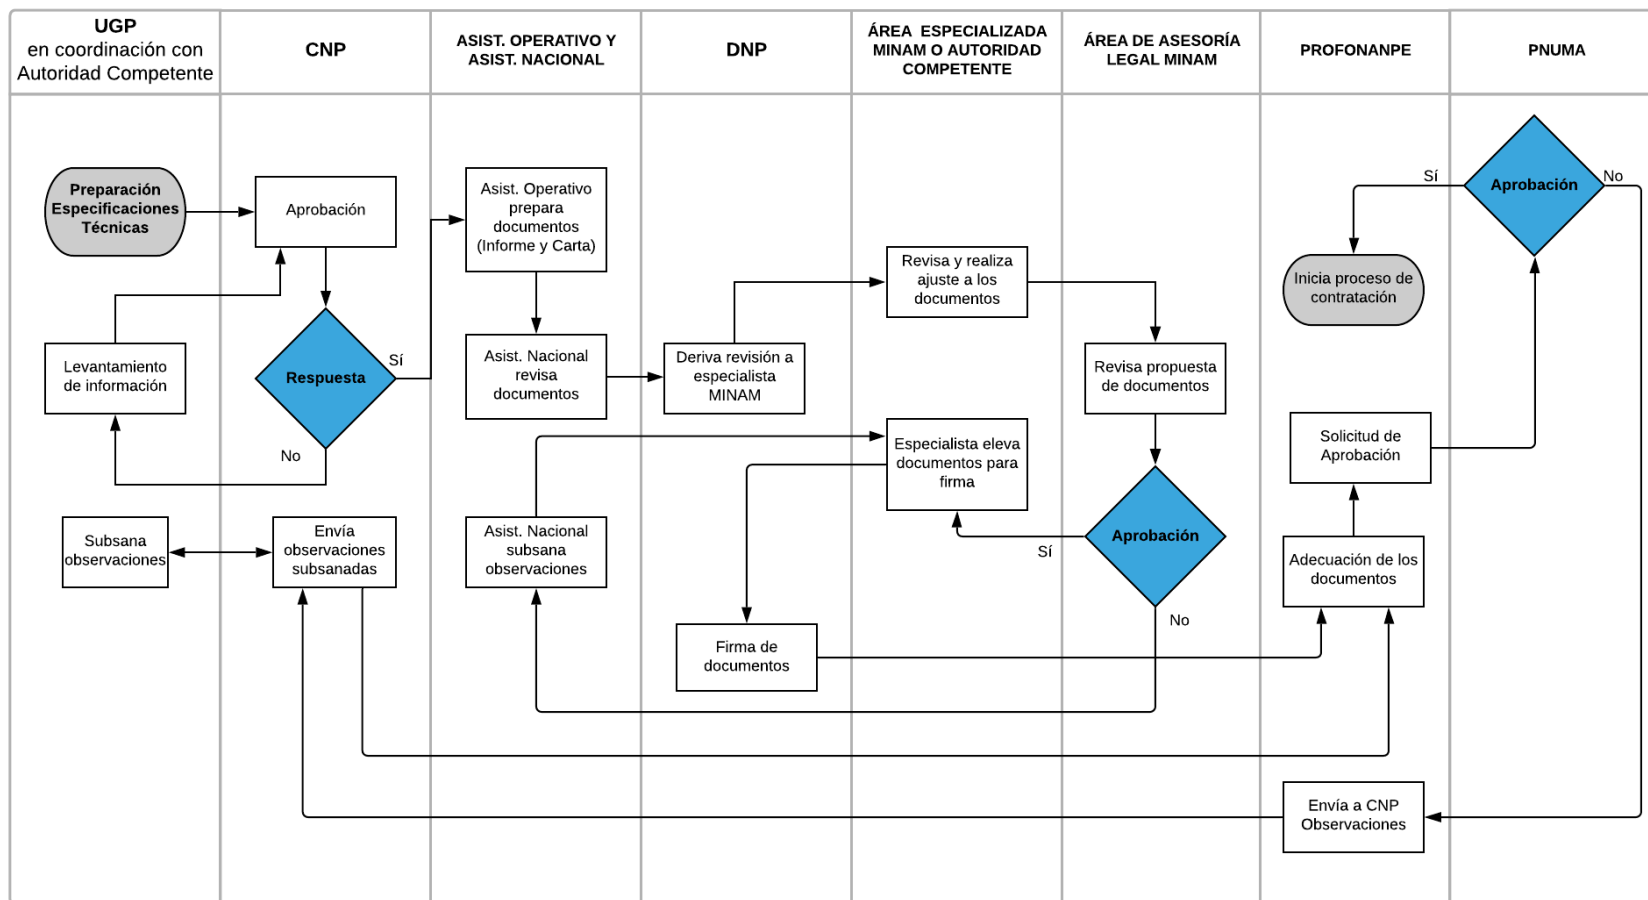 UGP
en coordinación con
Autoridad Competente
CNP
ASIST. OPERATIVO Y
ASIST. NACIONAL
DNP
ÁREA ESPECIALIZADA
MINAM O AUTORIDAD
COMPETENTE
ÁREA DE ASESORÍA
LEGAL MINAM
PROFONANPE
PNUMA
Preparación
Especificaciones
Técnicas
Aprobación
Respuesta
Sí
No
Levantamiento
de información
Subsana
observaciones
Envía
observaciones
subsanadas
Asist. Operativo
prepara
documentos
(Informe y Carta)
Asist. Nacional
revisa
documentos
Asist. Nacional
subsana
observaciones
Deriva revisión a
especialista
MINAM
Firma de
documentos
Revisa y realiza
ajuste a los
documentos
Especialista eleva
documentos para
firma
Revisa propuesta
de documentos
Aprobación
Sí
No
Inicia proceso de
contratación
Solicitud de
Aprobación
Adecuación de los
documentos
Envía a CNP
Observaciones
Aprobación
Sí
No